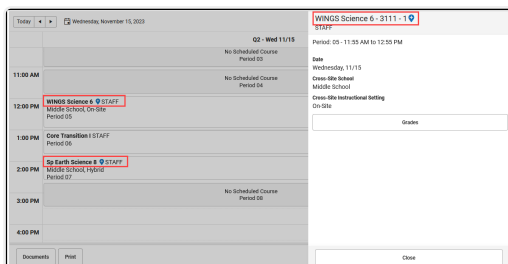 Today
Wednesday, November 15, 2023
Q2 - Wed 11/15
No Scheduled Course
Period 03
11:00 AM
No Scheduled Course
Period 04
12:00 PM
WINGS Science 6 STAFF
Middle School, On-Site
Period 05
1:00 PM
Core Transition I STAFF
Period 06
Sp Earth Science 8 STAFF
2:00 PM
Middle School, Hybrid
Period 07
No Scheduled Course
Period 08
3:00 PM
4:00 PM
Documents
Print
WINGS Science 6 - 3111 - 1
STAFF
Period: 05 - 11:55 AM to 12:55 PM
Date
Wednesday, 11/15
Cross-Site School
Middle School
Cross-Site Instructional Setting
On-Site
Grades
Close